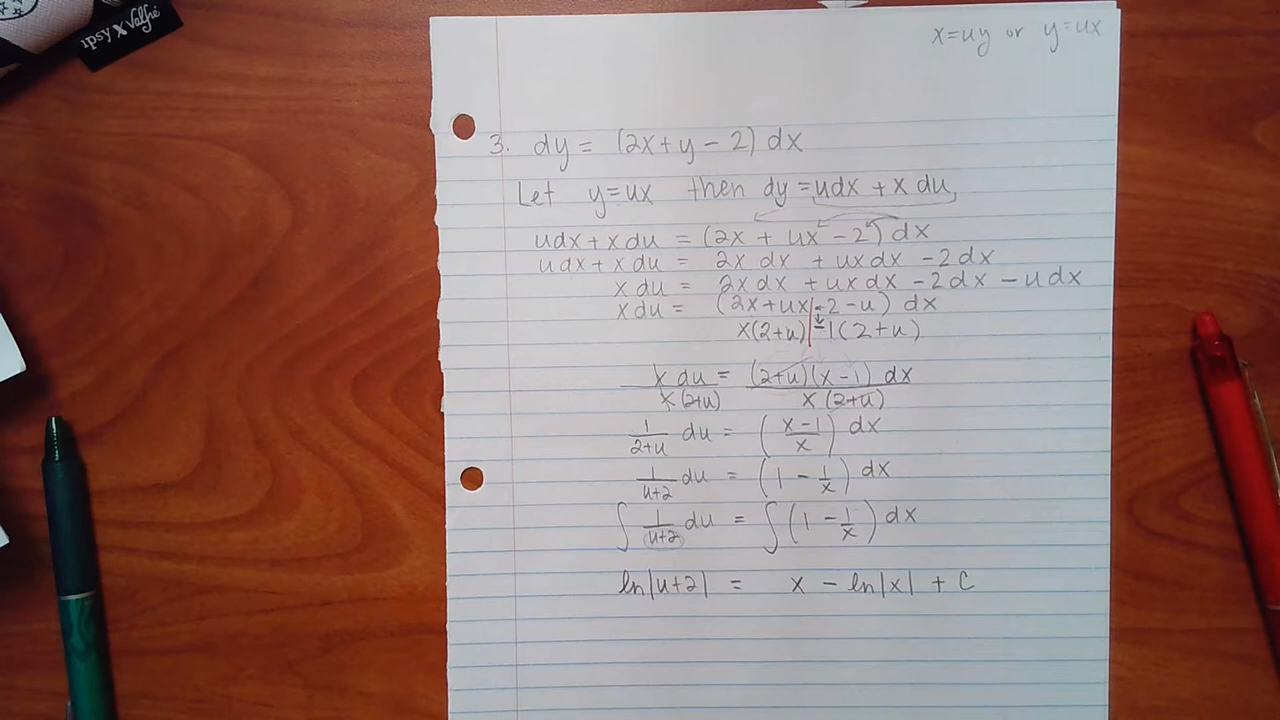 ipsy x Valfré
x=uy or y=ux
3. dy = (2x+y-2) dx
Let y=ux then dy=udx + x du,
udx + x du = (2x + ux - 2) dx
udx + x du = 2x dx + ux dx - 2 dx
x du = 2x dx + ux dx - 2 dx - u dx
x du = (2x+ux-2-u) dx
x(2+u) -1(2+u)
x du / x(2+u) = (2+u)(x-1) dx / x(2+u)
1/(2+u) du = ((x-1)/x) dx
1/(u+2) du = (1 - 1/x) dx
∫ 1/(u+2) du = ∫ (1 - 1/x) dx
ln|u+2| = x - ln|x| + C